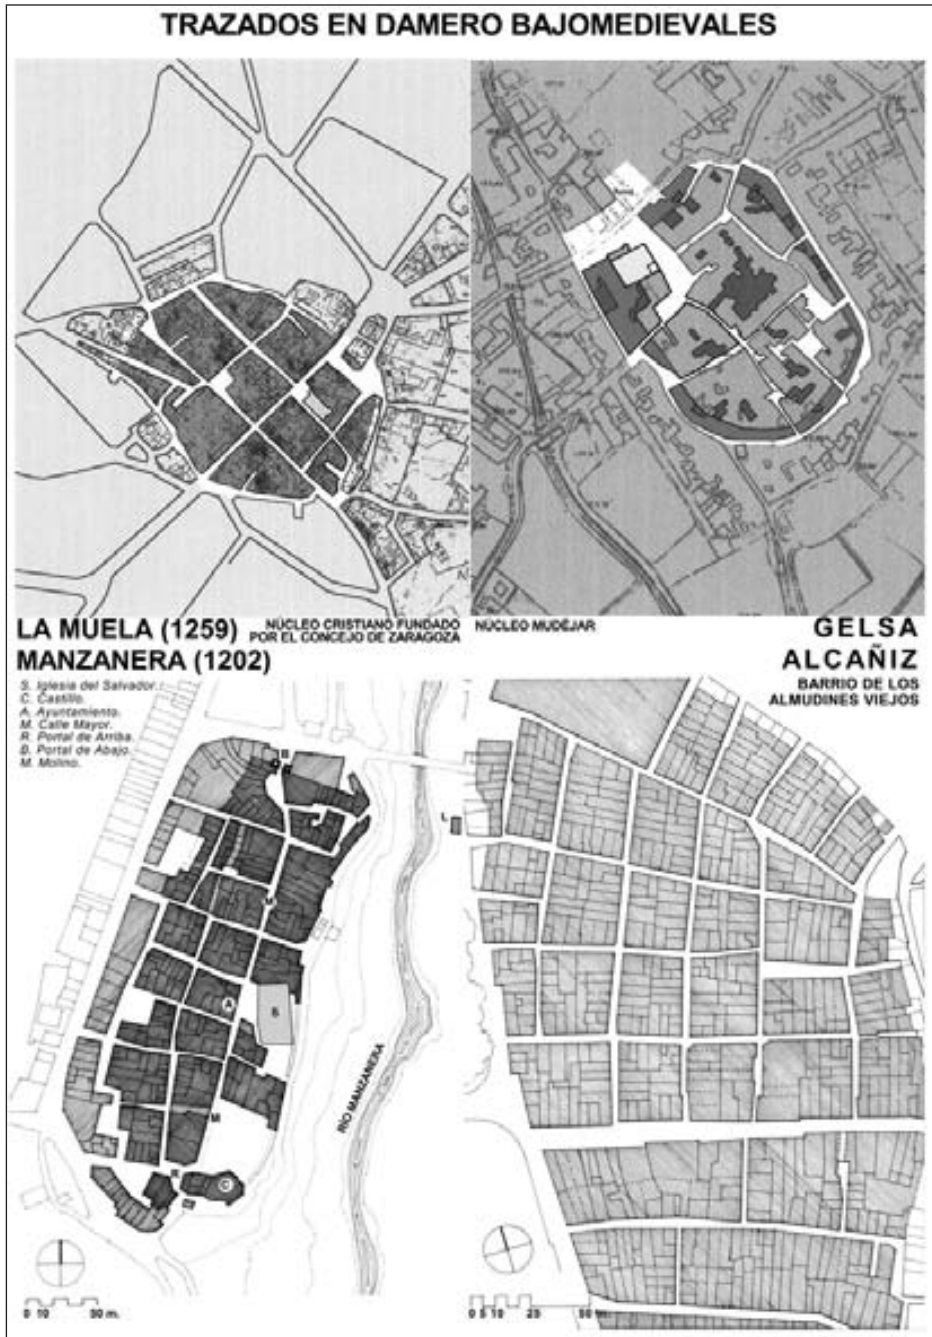 TRAZADOS EN DAMERO BAJOMEDIEVALES
LA MUELA (1259)
NÚCLEO CRISTIANO FUNDADO
POR EL CONCEJO DE ZARAGOZA
NÚCLEO MUDÉJAR
GELSA
MANZANERA (1202)
ALCAÑIZ
BARRIO DE LOS
ALMUDINES VIEJOS
S. Iglesia del Salvador.
C. Castillo.
A. Ayuntamiento.
M. Calle Mayor.
R. Portal de Arriba.
B. Portal de Abajo.
M. Molino.
B
L
M
A
S
RÍO MANZANERA
M
R
C
0 10 50 m.
0 5 10 25 50 m.